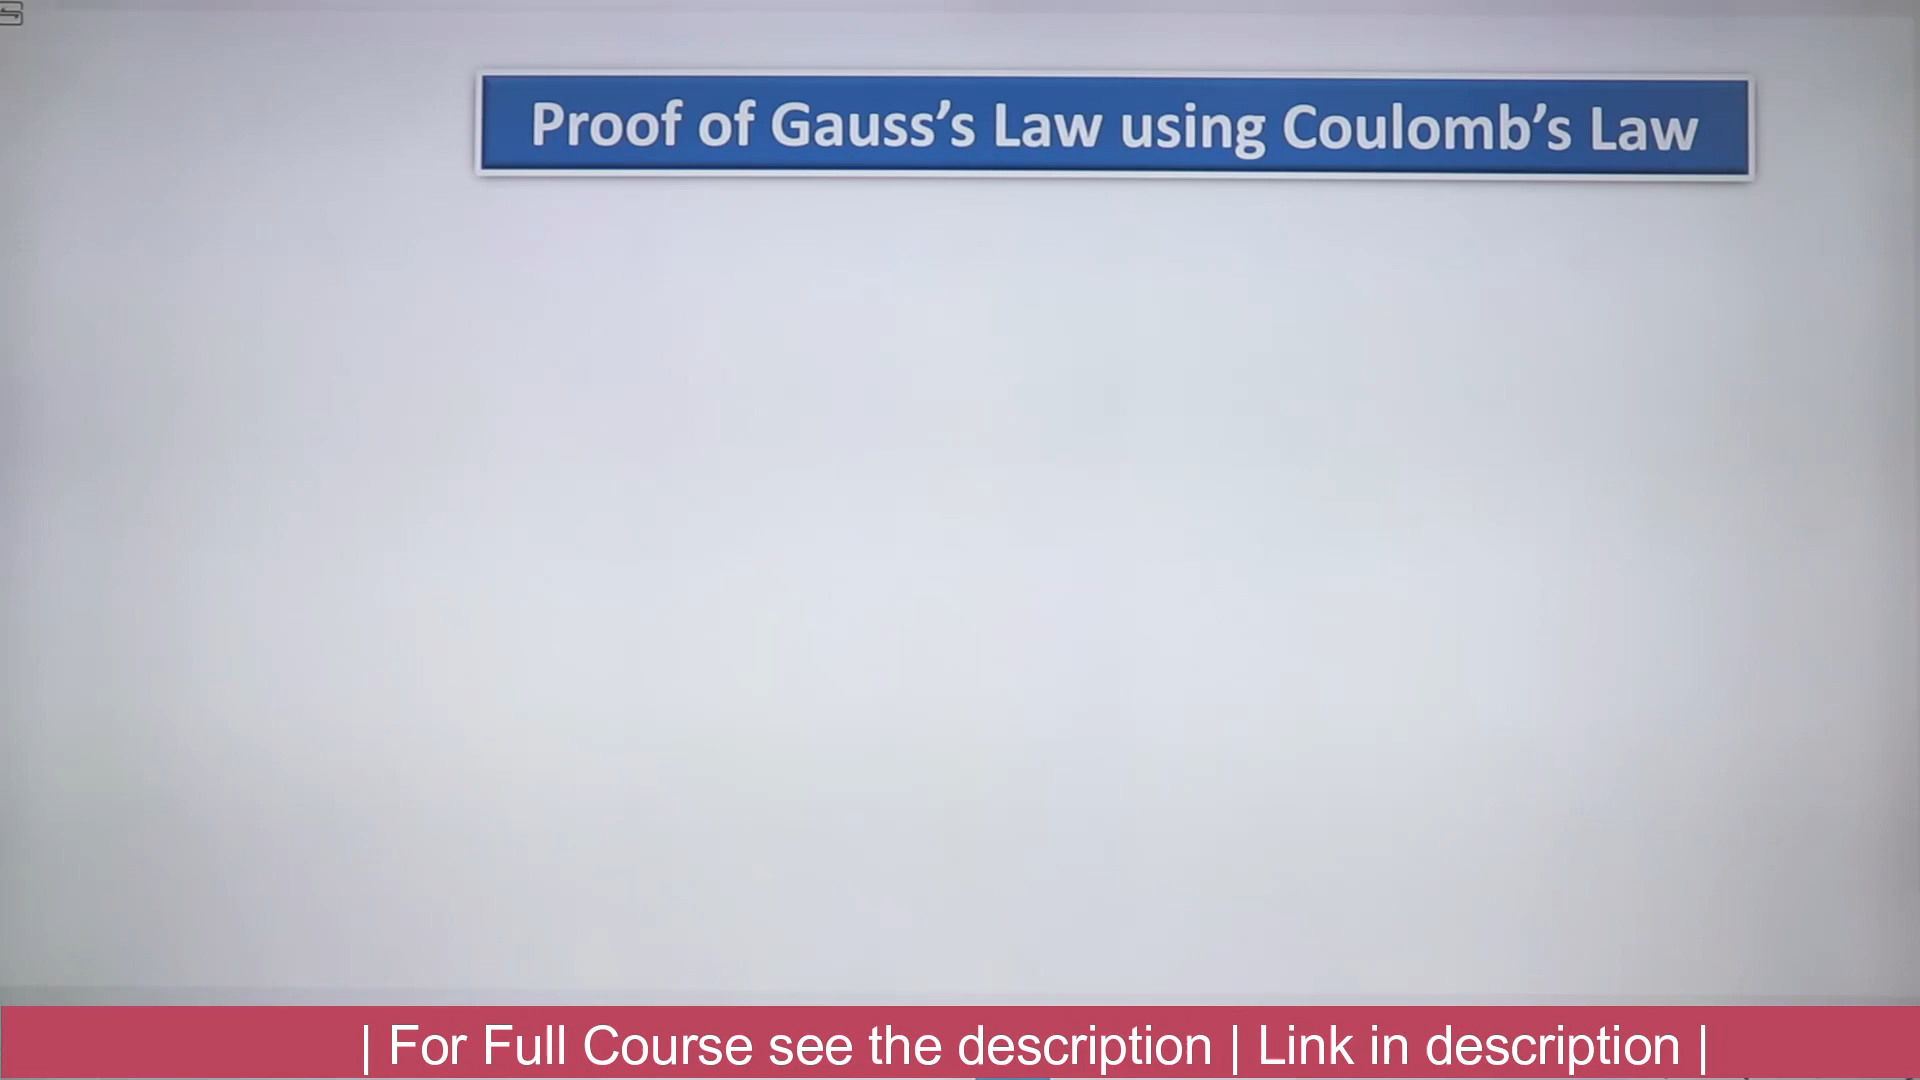 Proof of Gauss’s Law using Coulomb’s Law
| For Full Course see the description | Link in description |